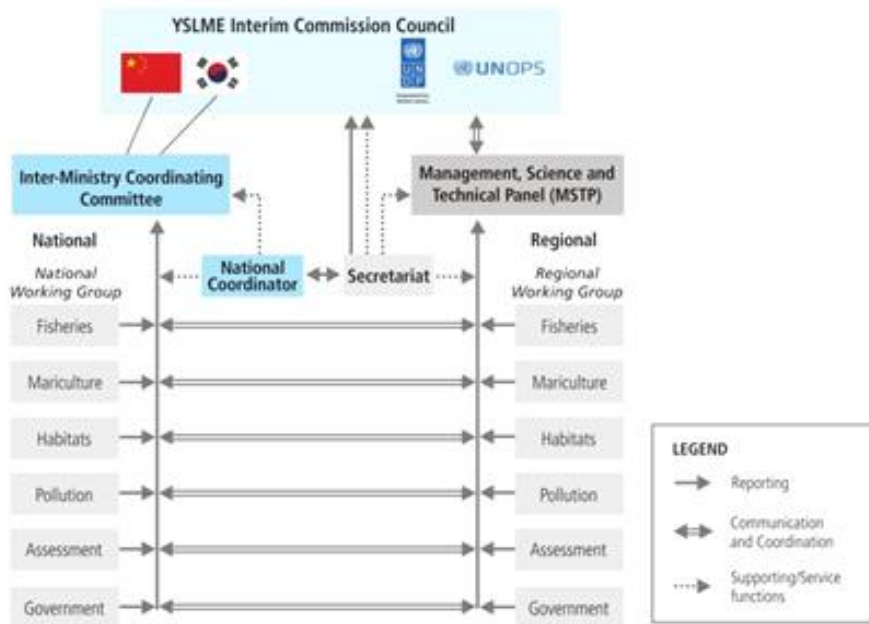 YSLME Interim Commission Council
U N
D P
UNOPS
Inter-Ministry Coordinating
Committee
Management, Science and
Technical Panel (MSTP)
National
Regional
National
Working Group
National
Coordinator
Secretariat
Regional
Working Group
Fisheries
Fisheries
Mariculture
Mariculture
Habitats
Habitats
Pollution
Pollution
Assessment
Assessment
Government
Government
LEGEND
Reporting
Communication
and Coordination
Supporting/Service
functions